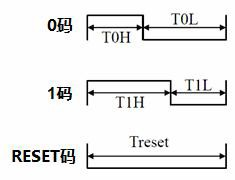 0码 T0L
T0H
1码 T1L
T1H
RESET码 Treset